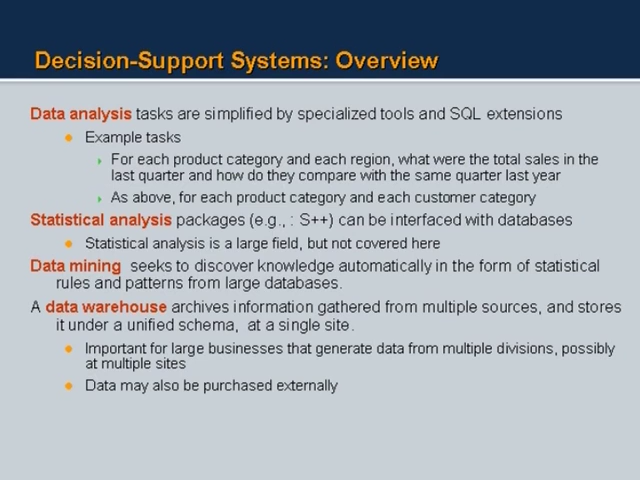 Decision-Support Systems: Overview
Data analysis tasks are simplified by specialized tools and SQL extensions
Example tasks
For each product category and each region, what were the total sales in the
last quarter and how do they compare with the same quarter last year
As above, for each product category and each customer category
Statistical analysis packages (e.g., : S++) can be interfaced with databases
Statistical analysis is a large field, but not covered here
Data mining seeks to discover knowledge automatically in the form of statistical
rules and patterns from large databases.
A data warehouse archives information gathered from multiple sources, and stores
it under a unified schema, at a single site.
Important for large businesses that generate data from multiple divisions, possibly
at multiple sites
Data may also be purchased externally